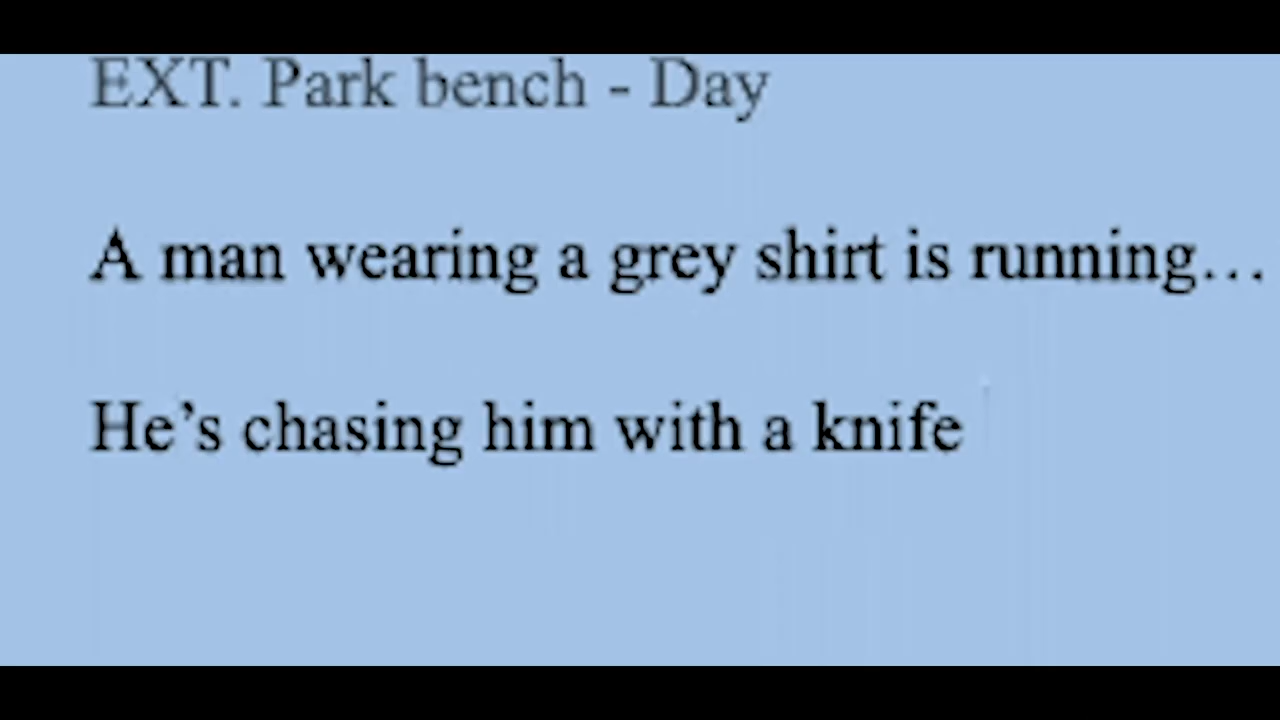 EXT. Park bench - Day
A man wearing a grey shirt is running…
He’s chasing him with a knife